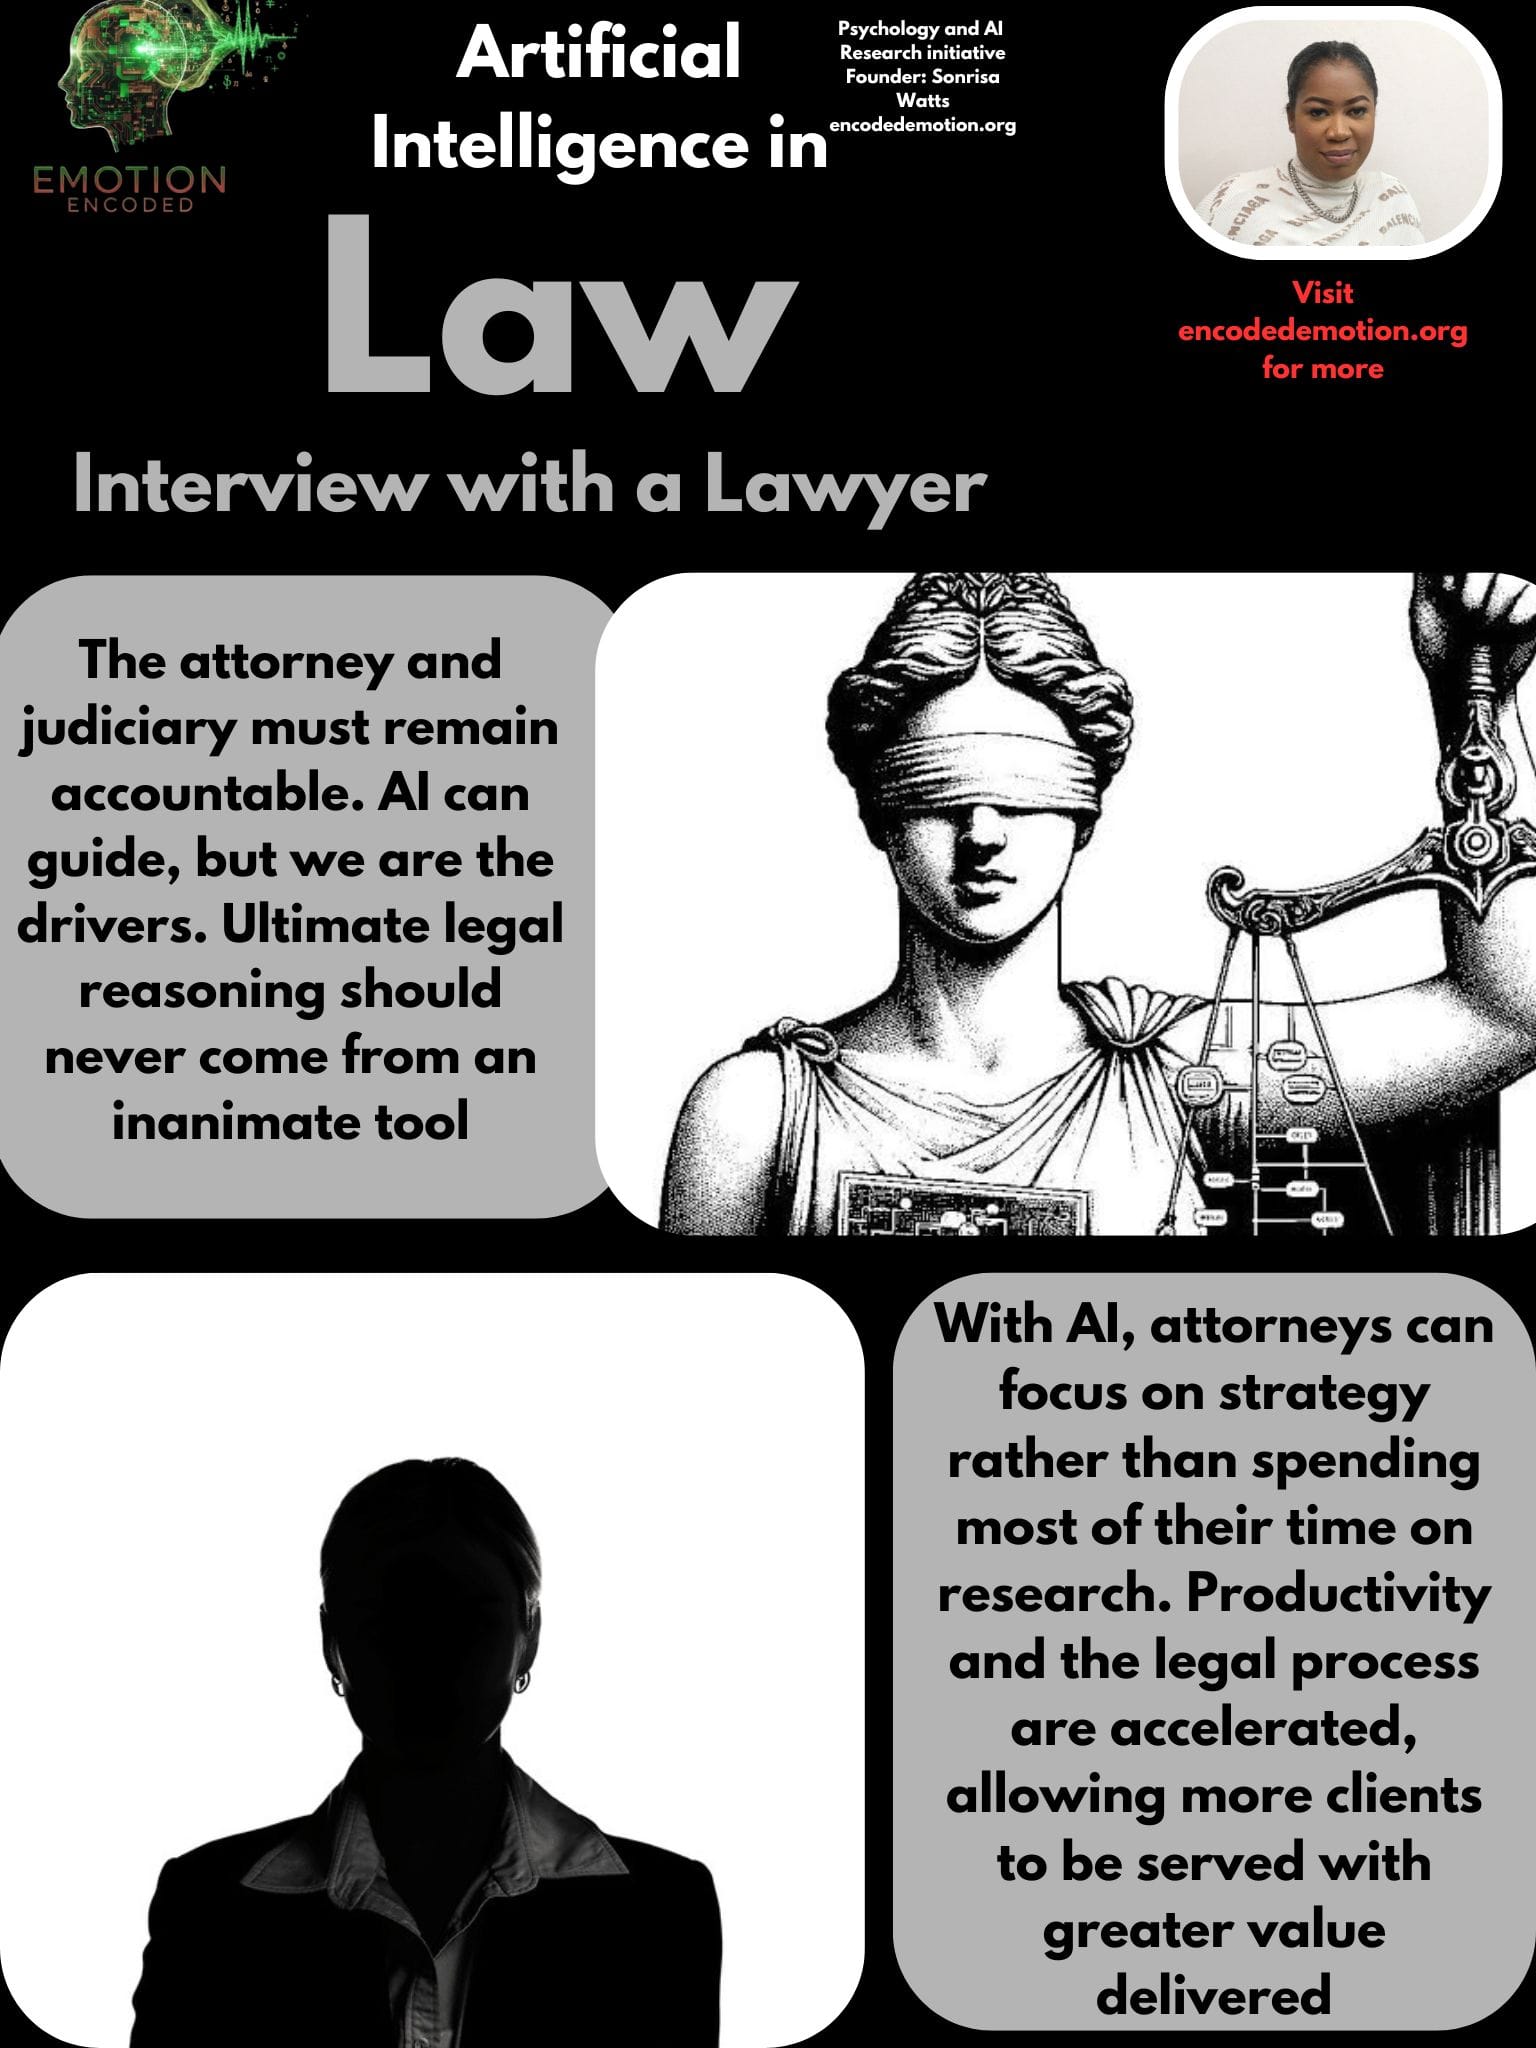 EMOTION
ENCODED
Artificial
Intelligence in
Law
Interview with a Lawyer
Psychology and AI
Research initiative
Founder: Sonrisa
Watts
encodedemotion.org
Visit
encodedemotion.org
for more
The attorney and
judiciary must remain
accountable. AI can
guide, but we are the
drivers. Ultimate legal
reasoning should
never come from an
inanimate tool
With AI, attorneys can
focus on strategy
rather than spending
most of their time on
research. Productivity
and the legal process
are accelerated,
allowing more clients
to be served with
greater value
delivered